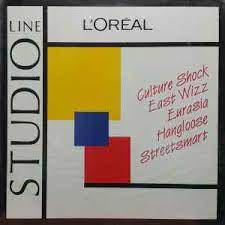 STUDIO LINE
L'ORÉAL
Culture Shock
East Wizz
Eurasia
Hangloose
Streetsmart